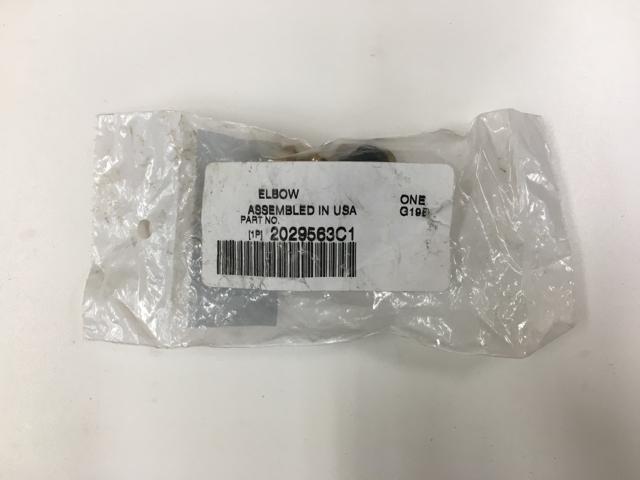 ELBOW
ASSEMBLED IN USA
ONE
PART NO.
[1P] 2029563C1